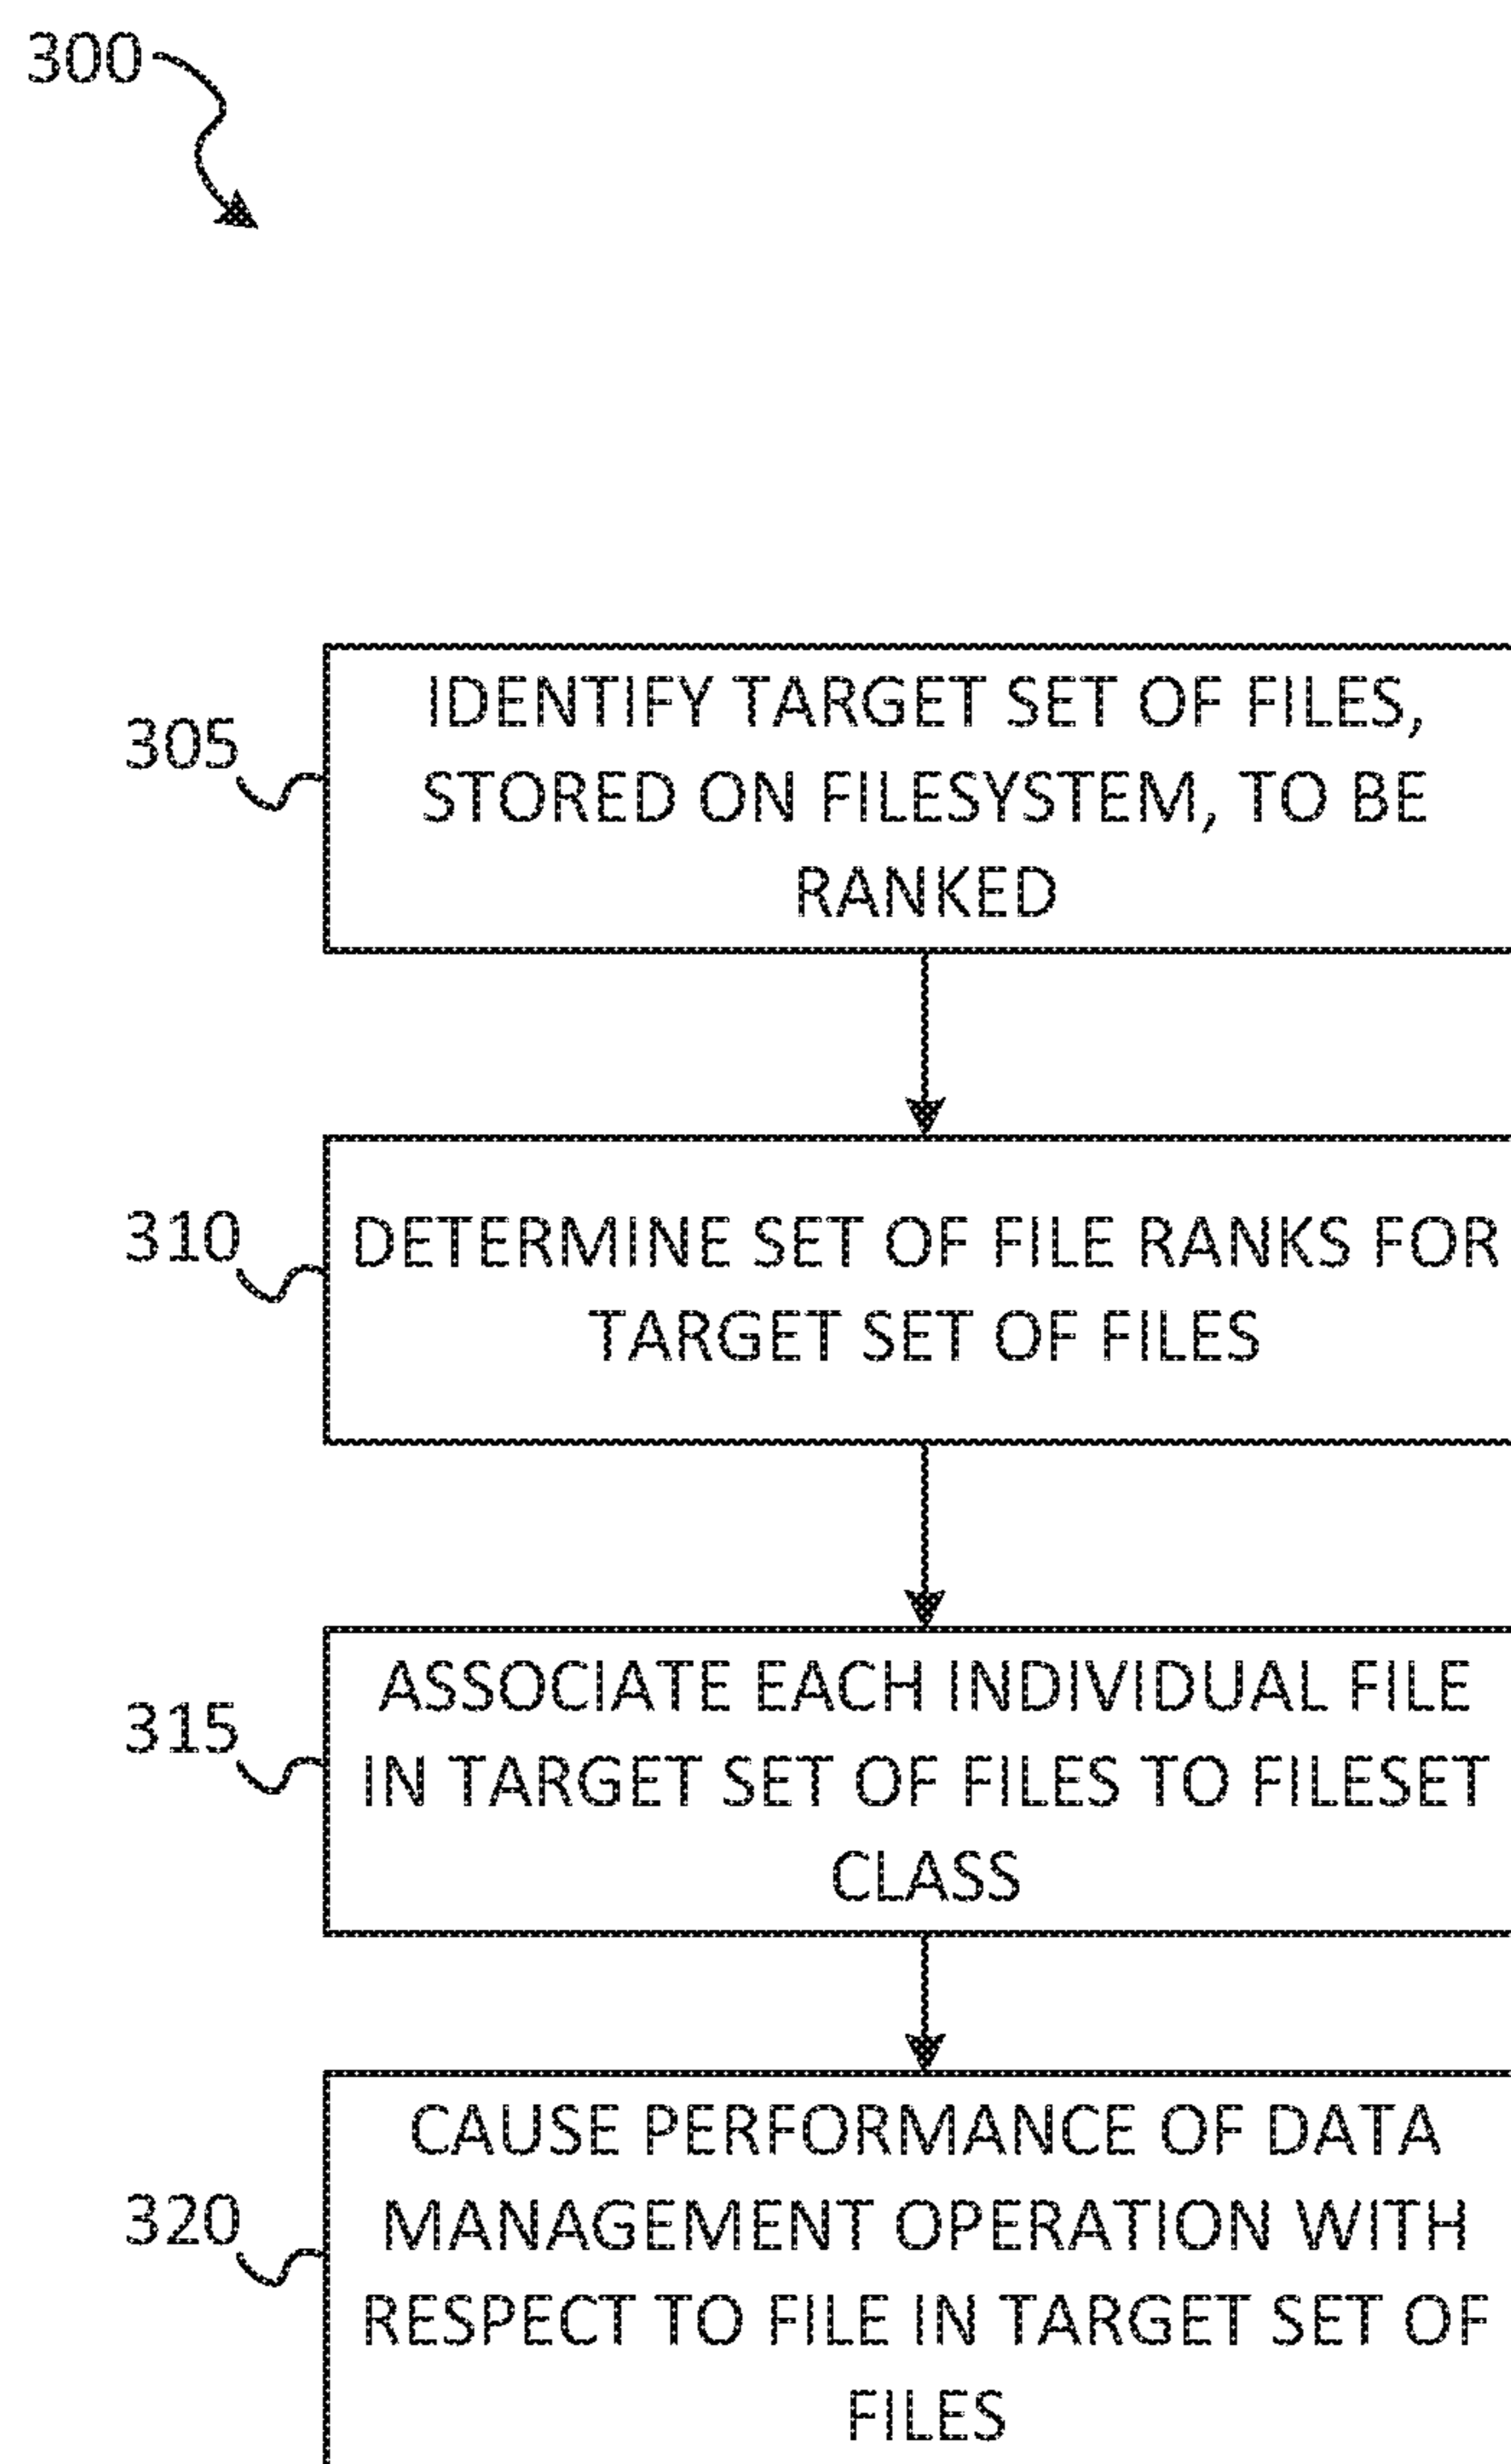 300
305
IDENTIFY TARGET SET OF FILES,
STORED ON FILESYSTEM, TO BE
RANKED
310
DETERMINE SET OF FILE RANKS FOR
TARGET SET OF FILES
315
ASSOCIATE EACH INDIVIDUAL FILE
IN TARGET SET OF FILES TO FILESET
CLASS
320
CAUSE PERFORMANCE OF DATA
MANAGEMENT OPERATION WITH
RESPECT TO FILE IN TARGET SET OF
FILES